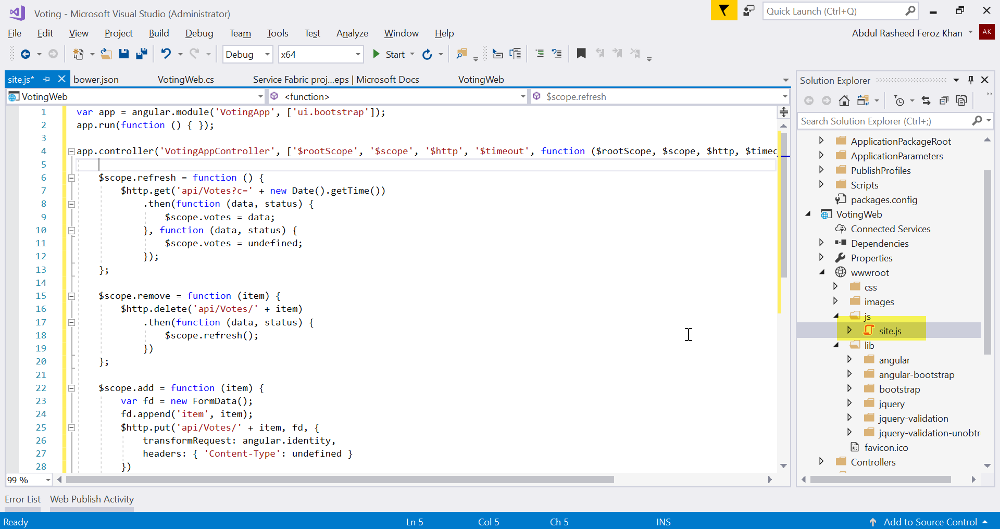 Voting - Microsoft Visual Studio (Administrator)
Quick Launch (Ctrl+Q)
File Edit View Project Build Debug Team Tools Test Analyze Window Help
Abdul Rasheed Feroz Khan AK
Debug x64 Start
site.js* bower.json VotingWeb.cs Service Fabric proj...eps | Microsoft Docs VotingWeb
VotingWeb <function> $scope.refresh
1 var app = angular.module('VotingApp', ['ui.bootstrap']);
2 app.run(function () { });
3
4 app.controller('VotingAppController', ['$rootScope', '$scope', '$http', '$timeout', function ($rootScope, $scope, $http, $timeo
5
6 $scope.refresh = function () {
7 $http.get('api/Votes?c=' + new Date().getTime())
8 .then(function (data, status) {
9 $scope.votes = data;
10 }, function (data, status) {
11 $scope.votes = undefined;
12 });
13 };
14
15 $scope.remove = function (item) {
16 $http.delete('api/Votes/' + item)
17 .then(function (data, status) {
18 $scope.refresh();
19 })
20 };
21
22 $scope.add = function (item) {
23 var fd = new FormData();
24 fd.append('item', item);
25 $http.put('api/Votes/' + item, fd, {
26 transformRequest: angular.identity,
27 headers: { 'Content-Type': undefined }
28 })
99 %
Solution Explorer
Search Solution Explorer (Ctrl+;)
ApplicationPackageRoot
ApplicationParameters
PublishProfiles
Scripts
packages.config
VotingWeb
Connected Services
Dependencies
Properties
wwwroot
css
images
js
site.js
lib
angular
angular-bootstrap
bootstrap
jquery
jquery-validation
jquery-validation-unobtr
favicon.ico
Controllers
Error List Web Publish Activity
Ready Ln 5 Col 5 Ch 5 INS Add to Source Control